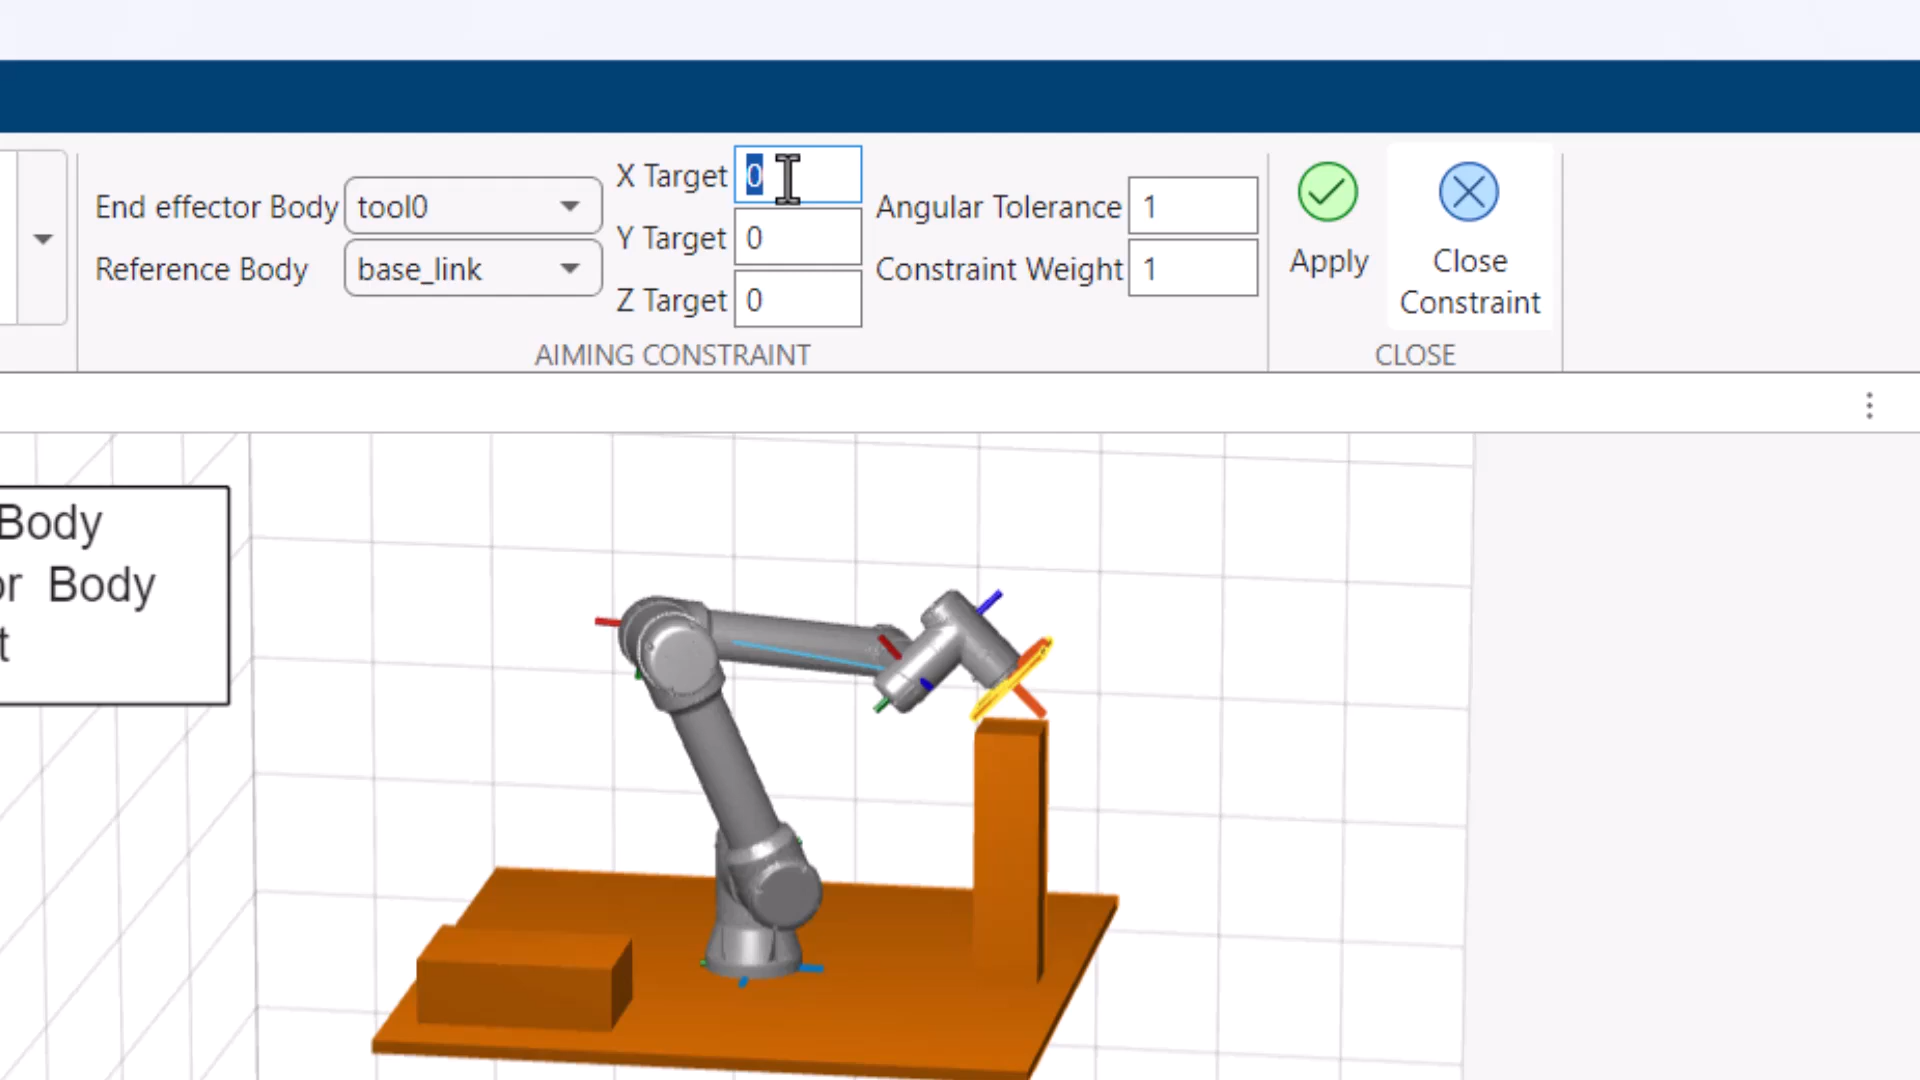 End effector Body tool0
Reference Body base_link
X Target 0
Y Target 0
Z Target 0
Angular Tolerance 1
Constraint Weight 1
AIMING CONSTRAINT
Apply
Close
Constraint
CLOSE
Body
Body